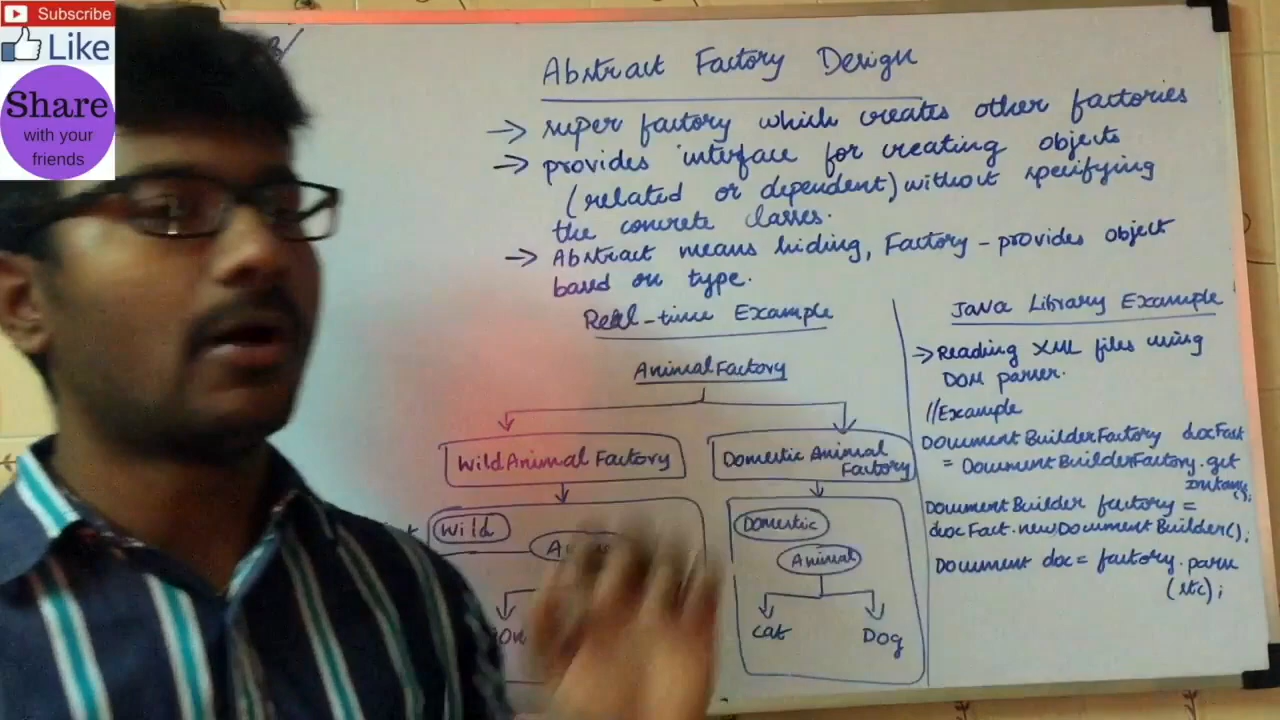 Subscribe
Like
Share
with your
friends
Abstract Factory Design
→ super factory which creates other factories
→ provides interface for creating objects
(related or dependent) without specifying
the concrete classes.
→ Abstract means hiding, Factory - provides object
based on type.
Real-time Example
AnimalFactory
Wild Animal Factory
Domestic Animal
Factory
Wild
Domestic
Animal
Cat
Dog
Java Library Example
→ Reading XML files using
DOM parser.
//Example
DocumentBuilderFactory docFact
= DocumentBuilderFactory.get
Instance();
DocumentBuilder factory =
docFact.newDocumentBuilder();
Document doc = factory.parse
(src);